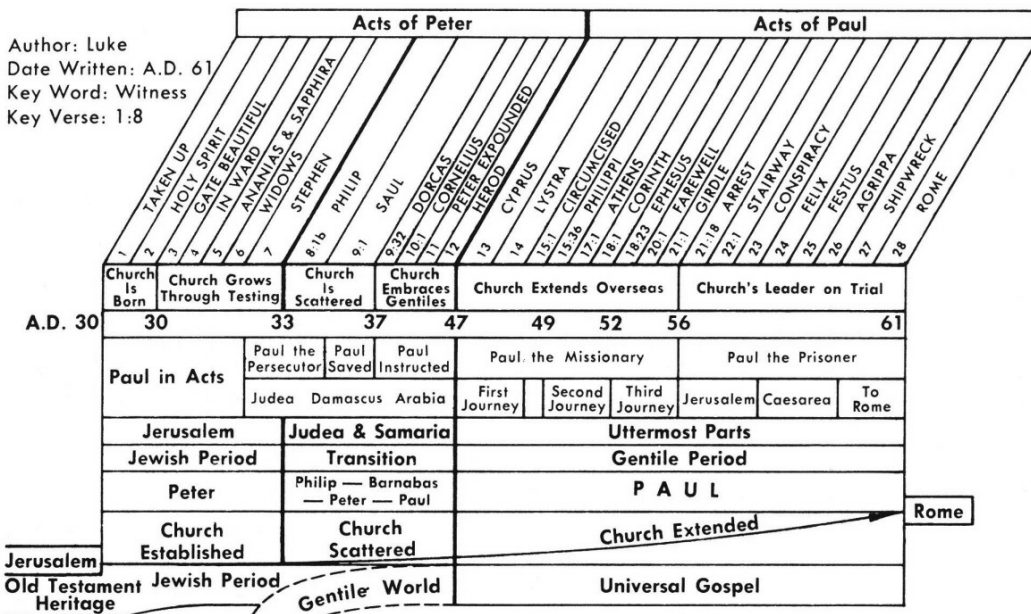 Acts of Peter
Acts of Paul
Author: Luke
Date Written: A.D. 61
Key Word: Witness
Key Verse: 1:8
TAKEN UP
HOLY SPIRIT
GATE BEAUTIFUL
IN WARD
ANANIAS & SAPPHIRA
WIDOWS
STEPHEN
PHILIP
SAUL
DORCAS
CORNELIUS
PETER EXPOUNDED
HEROD
CYPRUS
LYSTRA
CIRCUMCISED
PHILIPPI
ATHENS
CORINTH
EPHESUS
FAREWELL
GIRDLE
ARREST
STAIRWAY
CONSPIRACY
FELIX
FESTUS
AGRIPPA
SHIPWRECK
ROME
1 2 3 4 5 6 7 8:1b 9:1 9:32 10:1 11 12 13 14 15:1 15:36 17:1 18:1 18:23 20:1 21:1 21:18 22:1 23 24 25 26 27 28
Church Is Born
Church Grows Through Testing
Church Is Scattered
Church Embraces Gentiles
Church Extends Overseas
Church's Leader on Trial
A.D. 30 30 33 37 47 49 52 56 61
Paul in Acts
Paul the Persecutor
Paul Saved
Paul Instructed
Paul the Missionary
Paul the Prisoner
Judea Damascus Arabia
First Journey
Second Journey
Third Journey
Jerusalem
Caesarea
To Rome
Jerusalem
Judea & Samaria
Uttermost Parts
Jewish Period
Transition
Gentile Period
Peter
Philip — Barnabas
— Peter — Paul
PAUL
Church Established
Church Scattered
Church Extended
Rome
Jerusalem
Old Testament Heritage
Jewish Period
Gentile World
Universal Gospel